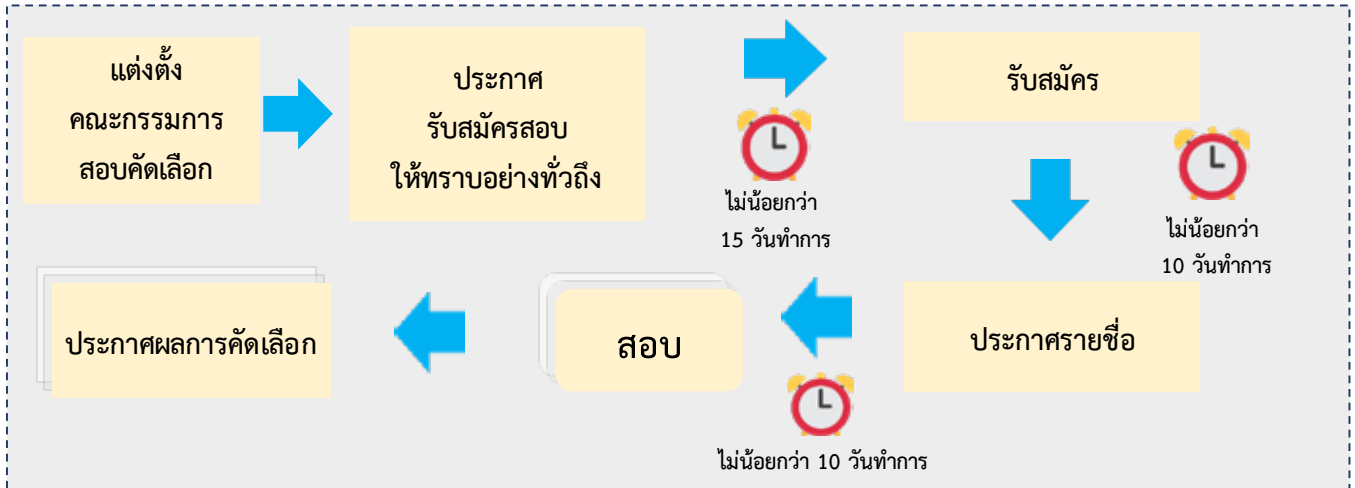 แต่งตั้ง
คณะกรรมการ
สอบคัดเลือก
ประกาศ
รับสมัครสอบ
ให้ทราบอย่างทั่วถึง
ไม่น้อยกว่า
15 วันทำการ
รับสมัคร
ไม่น้อยกว่า
10 วันทำการ
ประกาศรายชื่อ
ไม่น้อยกว่า 10 วันทำการ
สอบ
ประกาศผลการคัดเลือก